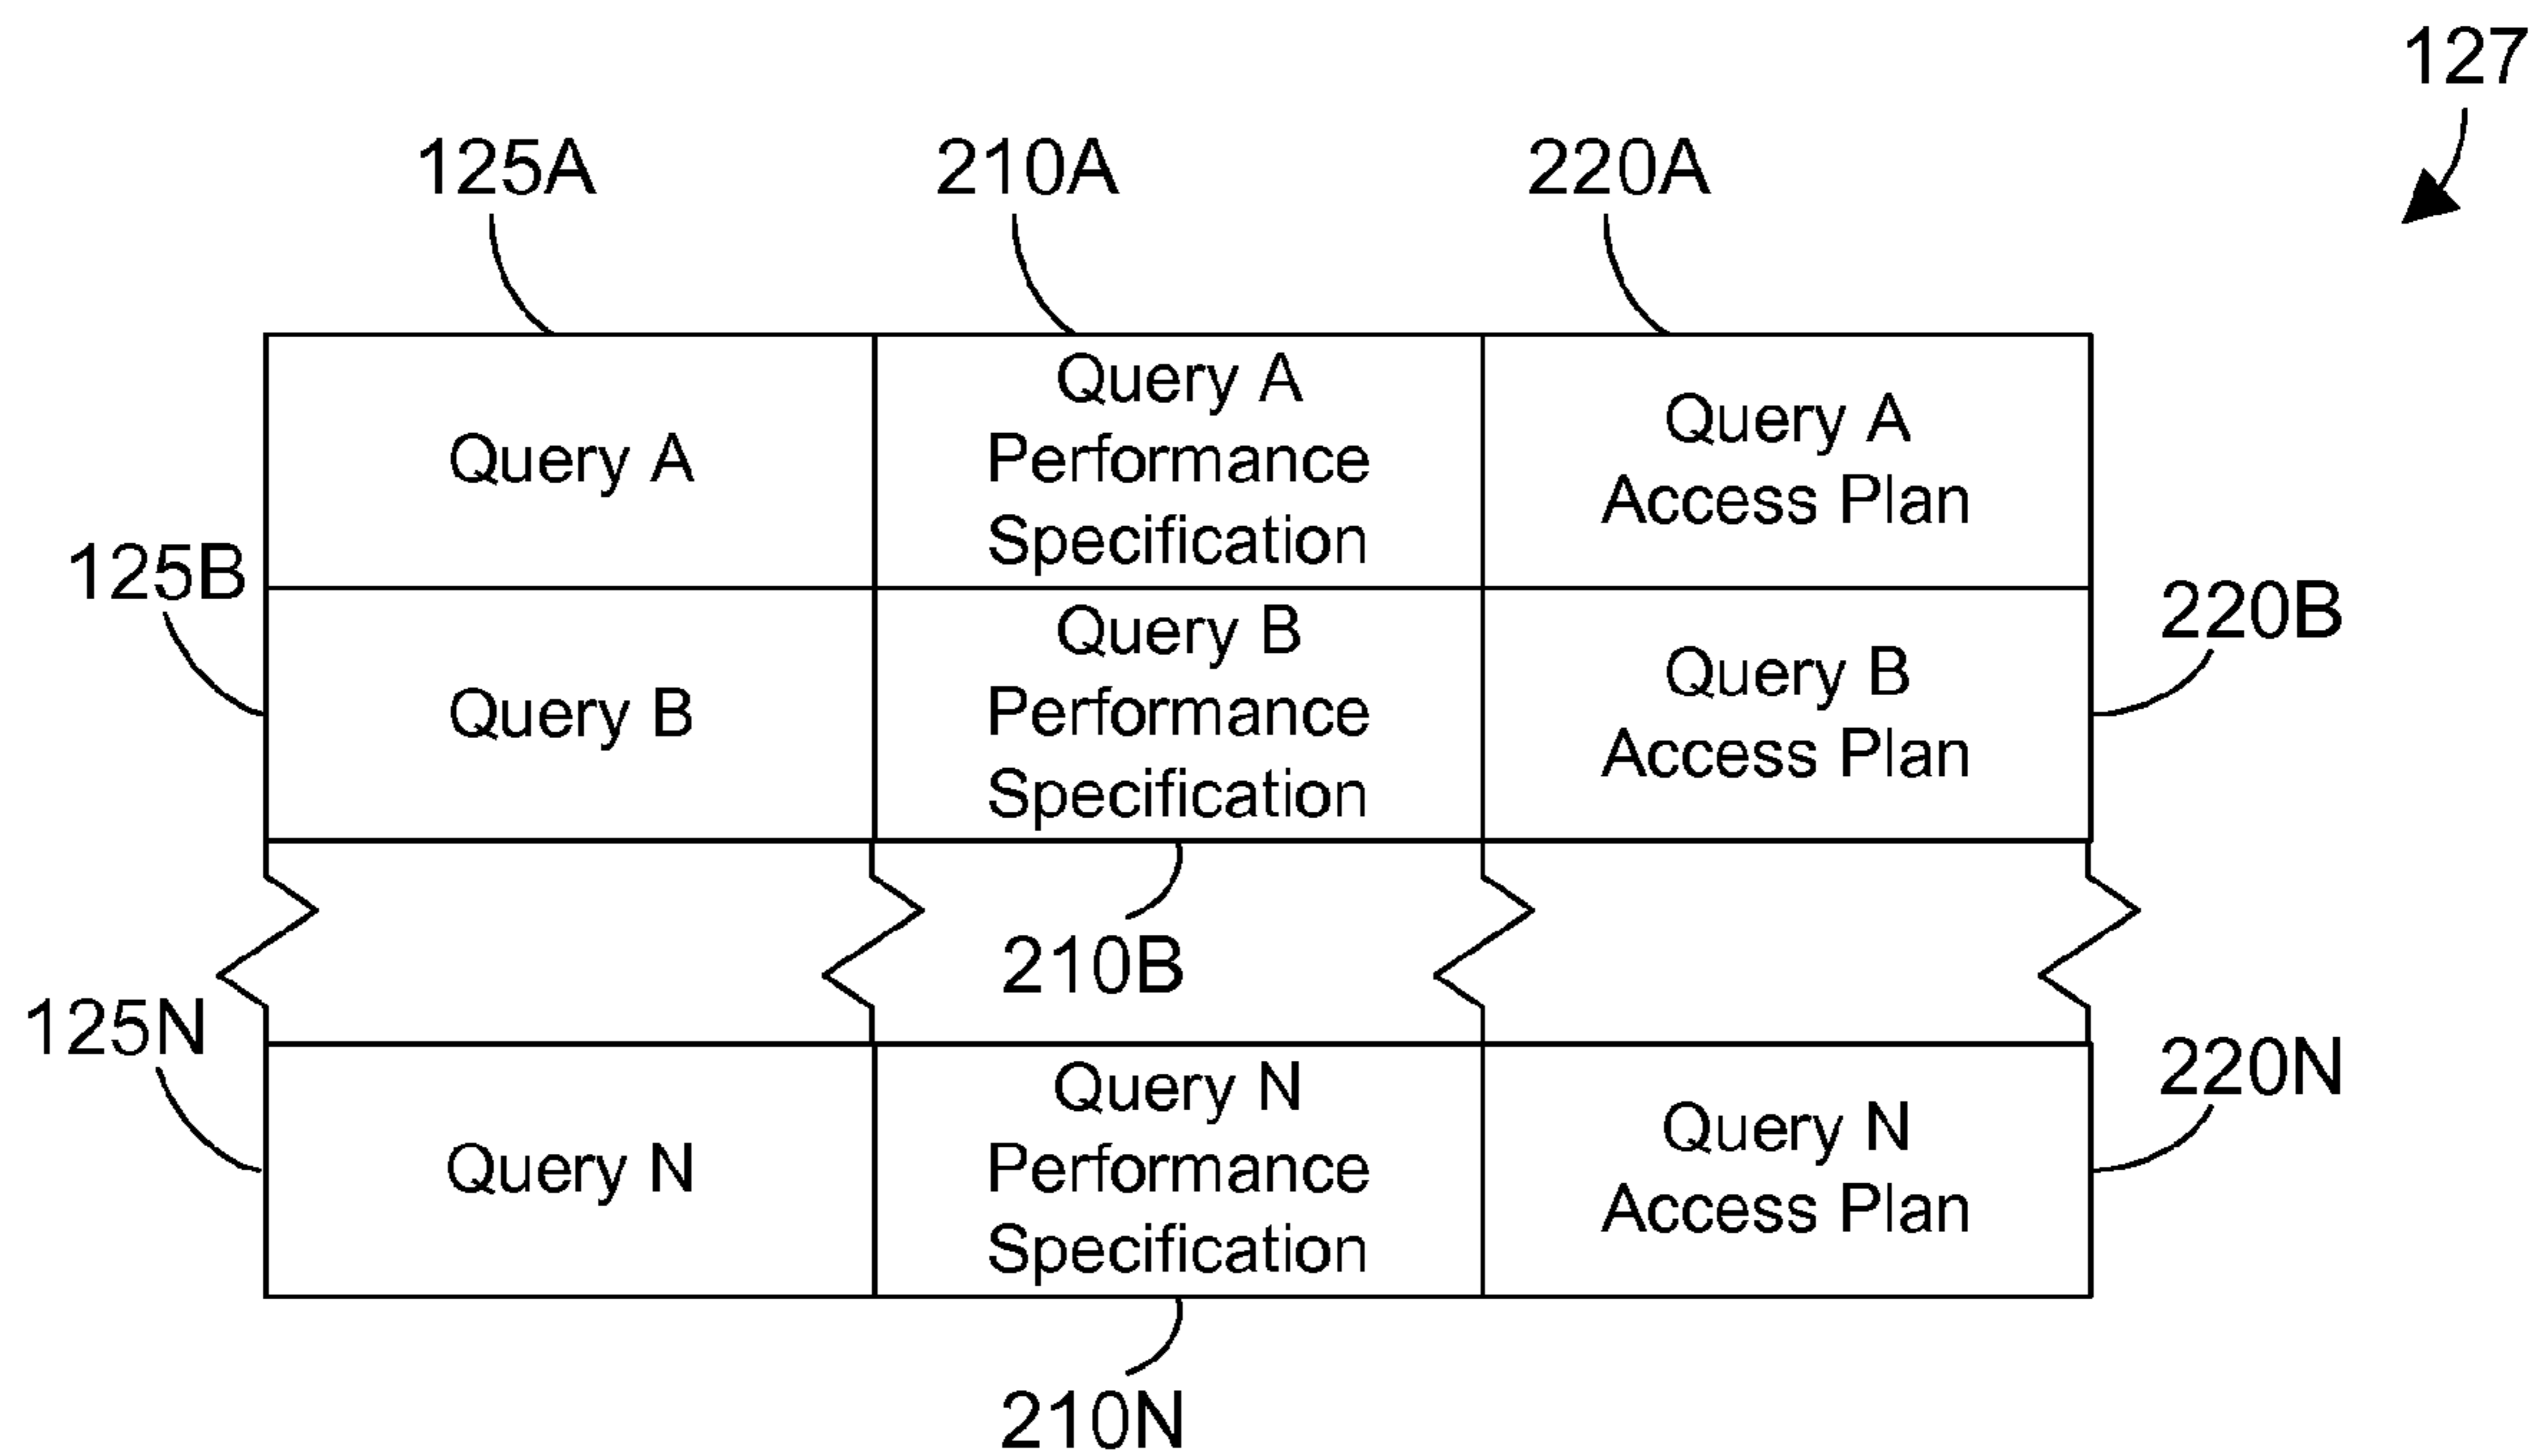 127
125A
210A
220A
Query A
Query A
Performance
Specification
Query A
Access Plan
125B
Query B
Query B
Performance
Specification
Query B
Access Plan
220B
210B
125N
Query N
Query N
Performance
Specification
Query N
Access Plan
220N
210N